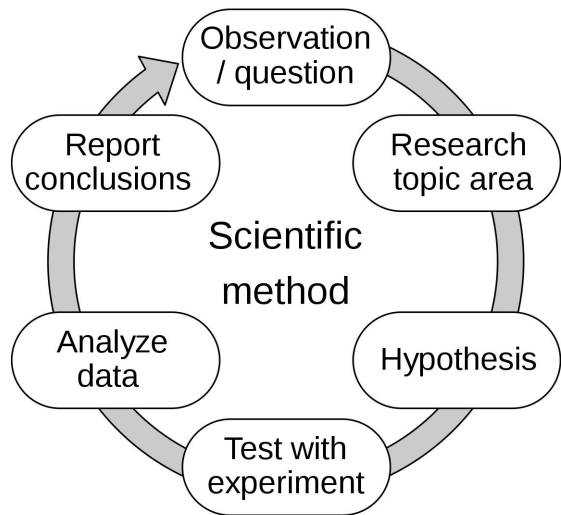 Observation
/ question
Research
topic area
Hypothesis
Test with
experiment
Analyze
data
Report
conclusions
Scientific
method